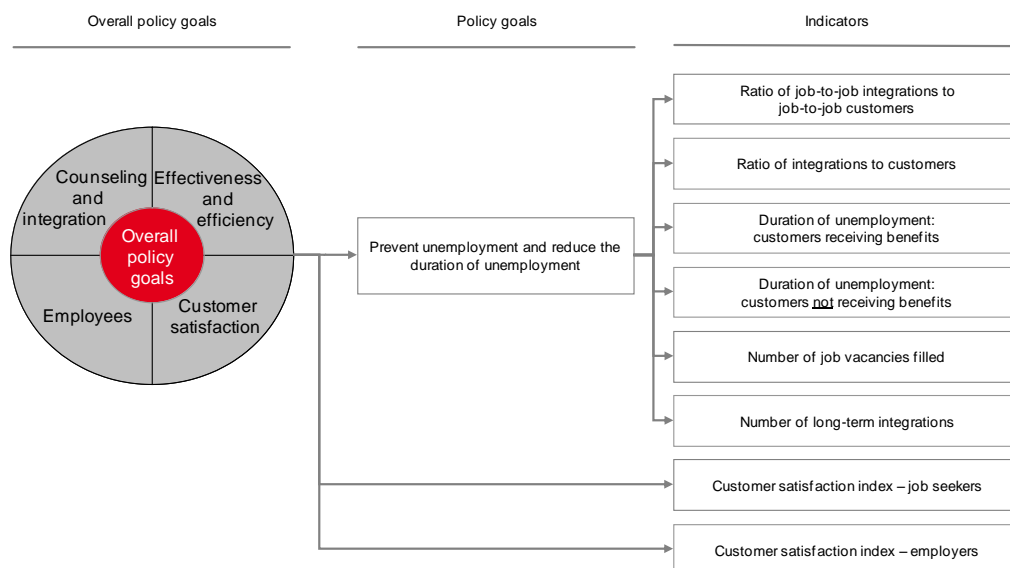 Overall policy goals
Policy goals
Indicators
Counseling
and
integration
Effectiveness
and
efficiency
Overall
policy
goals
Employees
Customer
satisfaction
Prevent unemployment and reduce the
duration of unemployment
Ratio of job-to-job integrations to
job-to-job customers
Ratio of integrations to customers
Duration of unemployment:
customers receiving benefits
Duration of unemployment:
customers not receiving benefits
Number of job vacancies filled
Number of long-term integrations
Customer satisfaction index – job seekers
Customer satisfaction index – employers